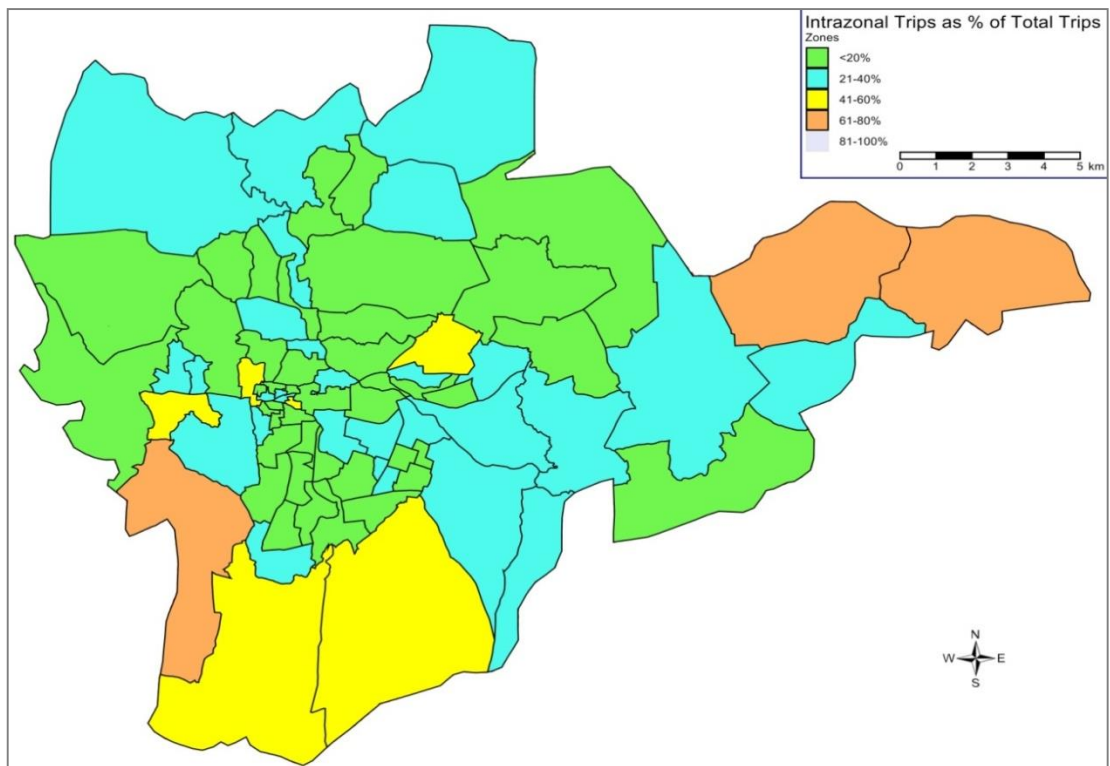 Intrazonal Trips as % of Total Trips
Zones
<20%
21-40%
41-60%
61-80%
81-100%
0 1 2 3 4 5 km
N
W E
S